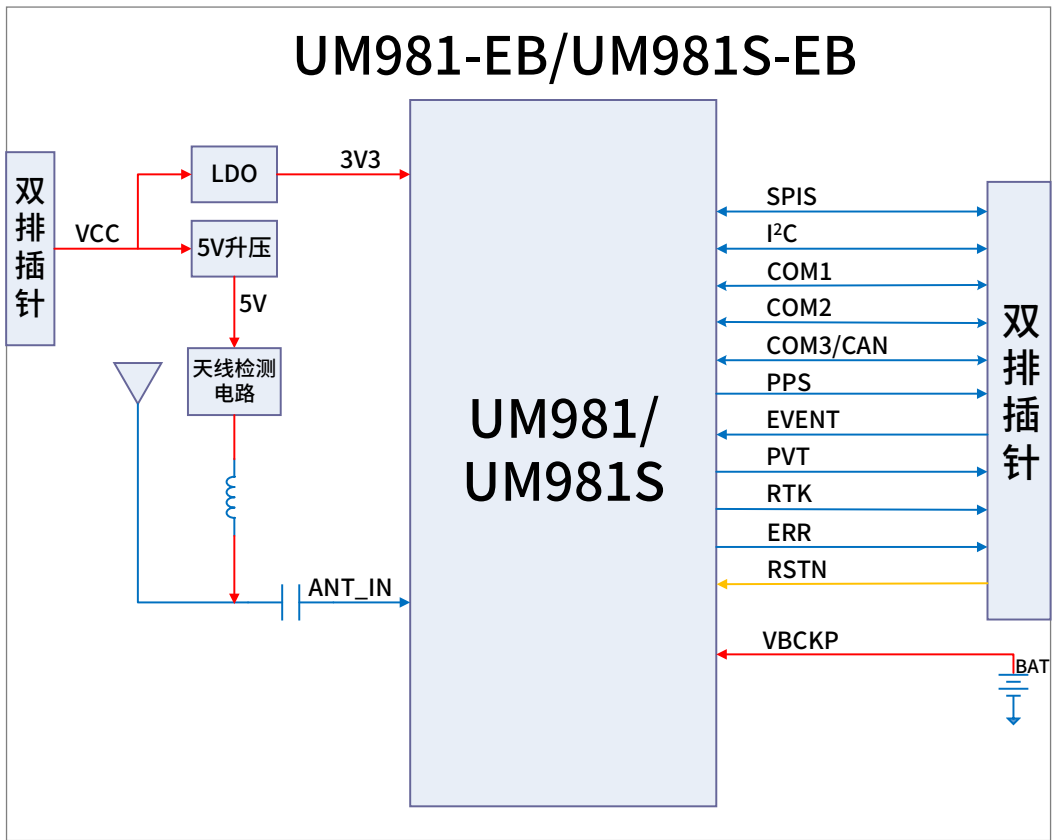 UM981-EB/UM981S-EB
双
排
插
针
VCC
LDO
3V3
5V升压
5V
天线检测
电路
ANT_IN
UM981/
UM981S
SPIS
I²C
COM1
COM2
COM3/CAN
PPS
EVENT
PVT
RTK
ERR
RSTN
VBCKP
双
排
插
针
BAT